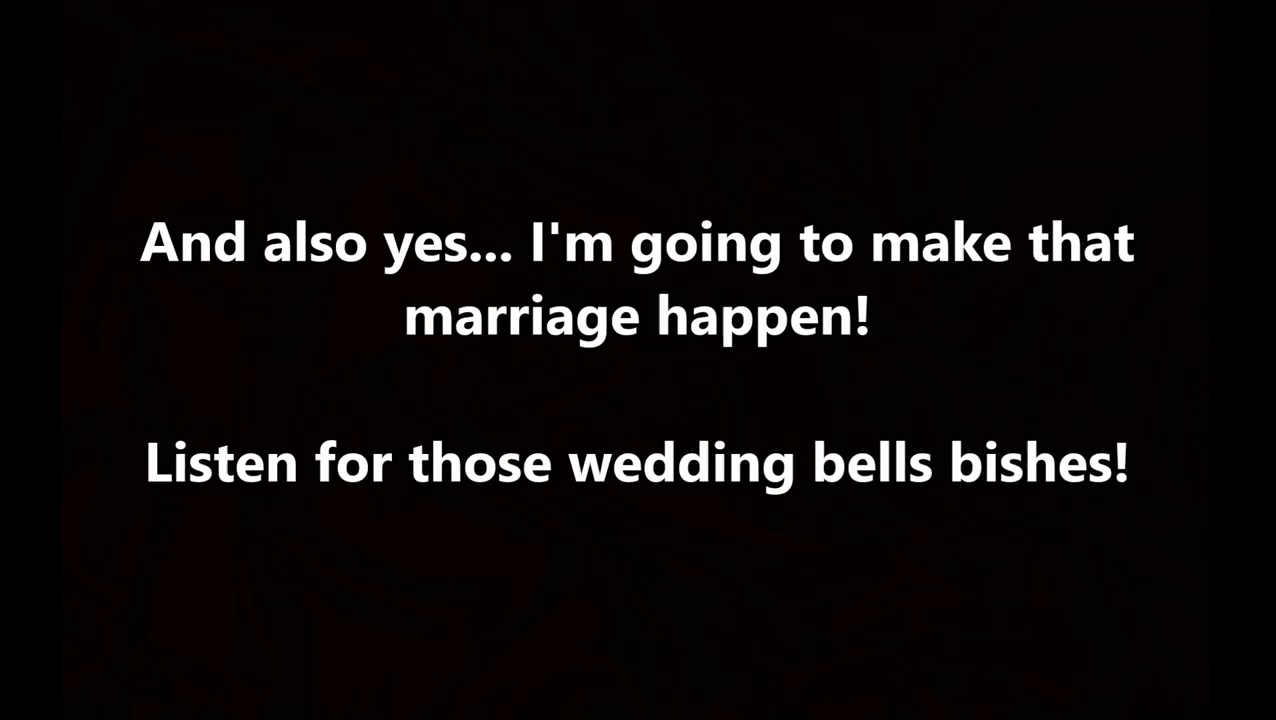 And also yes... I'm going to make that
marriage happen!
Listen for those wedding bells bishes!